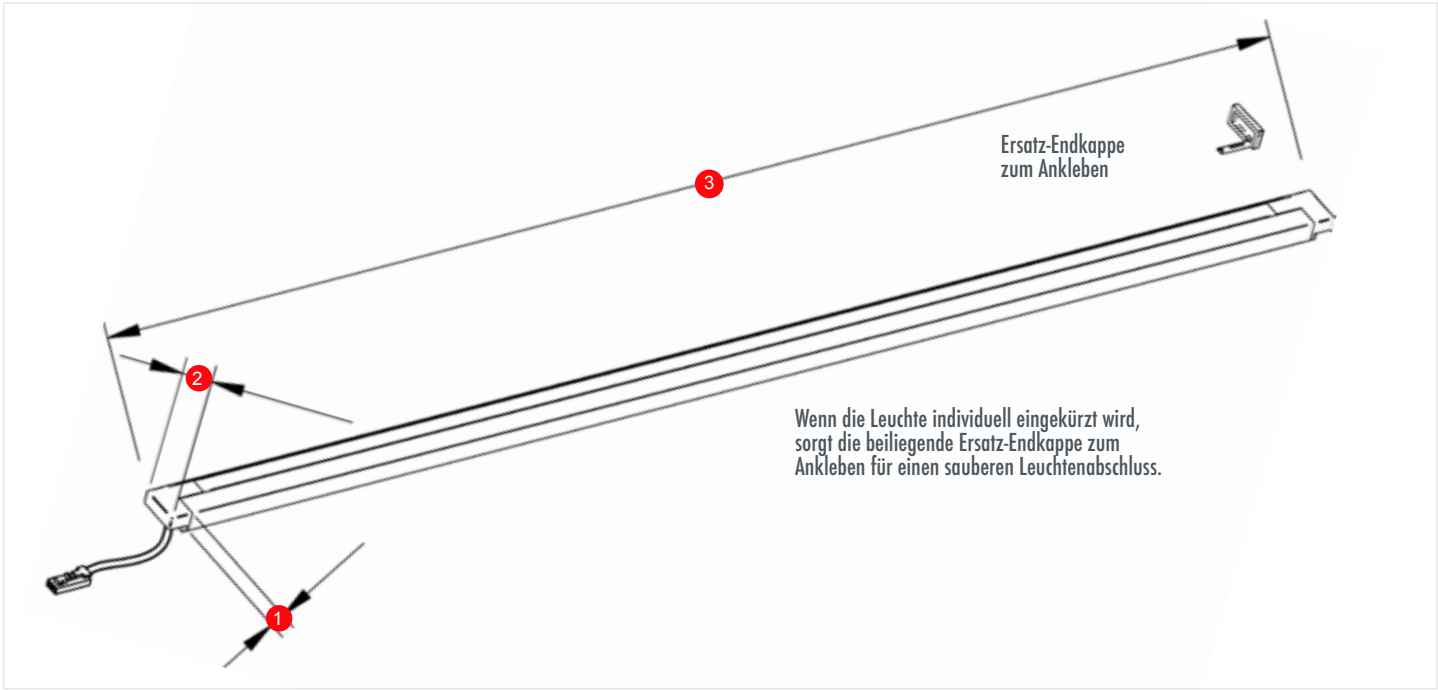 3
Ersatz-Endkappe
zum Ankleben
2
Wenn die Leuchte individuell eingekürzt wird,
sorgt die beiliegende Ersatz-Endkappe zum
Ankleben für einen sauberen Leuchtenabschluss.
1